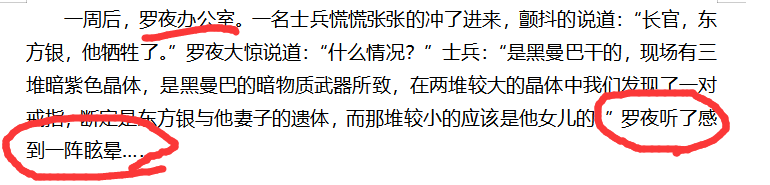 一周后，罗夜办公室。一名士兵慌慌张张的冲了进来，颤抖的说道：“长官，东
方银，他牺牲了。”罗夜大惊说道：“什么情况？”士兵：“是黑曼巴干的，现场有三
堆暗紫色晶体，是黑曼巴的暗物质武器所致，在两堆较大的晶体中我们发现了一对
戒指，断定是东方银与他妻子的遗体，而那堆较小的应该是他女儿的”罗夜听了感
到一阵眩晕....